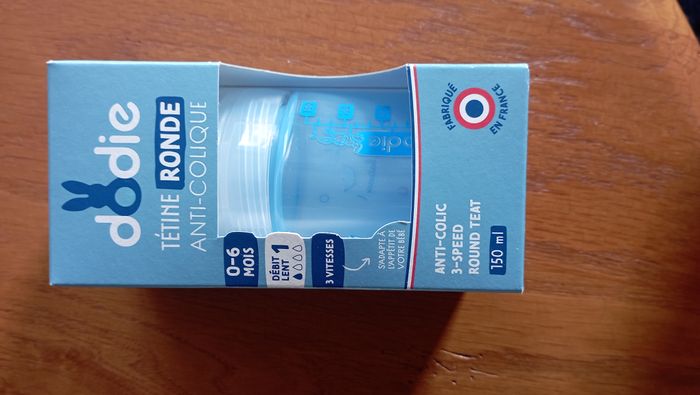 dodie
TÉTINE RONDE
ANTI-COLIQUE
0-6
MOIS
DÉBIT 1
LENT
3 VITESSES
S'ADAPTE À
L'APPÉTIT DE
VOTRE BÉBÉ
FABRIQUÉ
EN FRANCE
ANTI-COLIC
3-SPEED
ROUND TEAT
150 ml